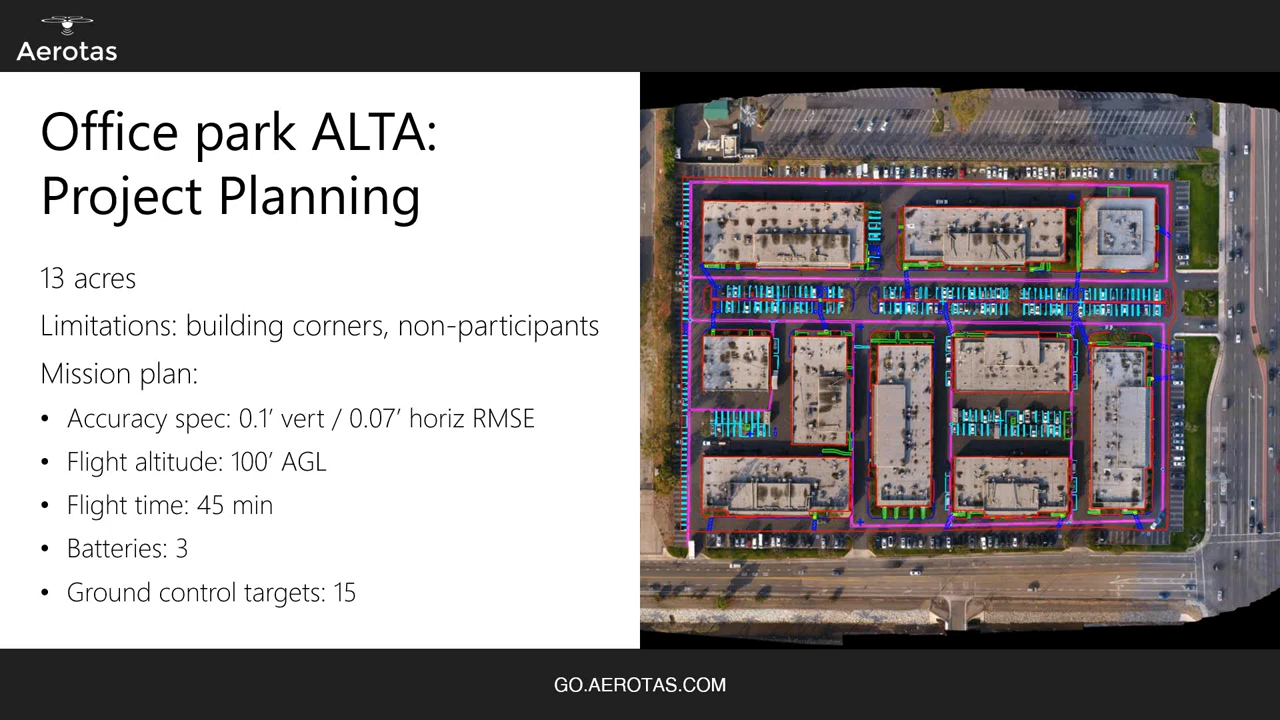 Aerotas
Office park ALTA:
Project Planning
13 acres
Limitations: building corners, non-participants
Mission plan:
• Accuracy spec: 0.1’ vert / 0.07’ horiz RMSE
• Flight altitude: 100’ AGL
• Flight time: 45 min
• Batteries: 3
• Ground control targets: 15
GO.AEROTAS.COM